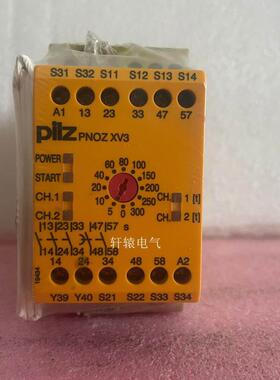 S31 S32 S11 S12 S13 S14
A1 13 23 33 47 57
pilz PNOZ XV3
POWER
START
CH.1
CH.2
60 80 100
40 150
20 200
10 250
5 300
0
CH. 1 [t]
2 [t]
|13|23|33 |47|57 s
|14|24|34 |48|58
轩辕电气
14 24 34 48 58 A2
Y39 Y40 S21 S22 S33 S34